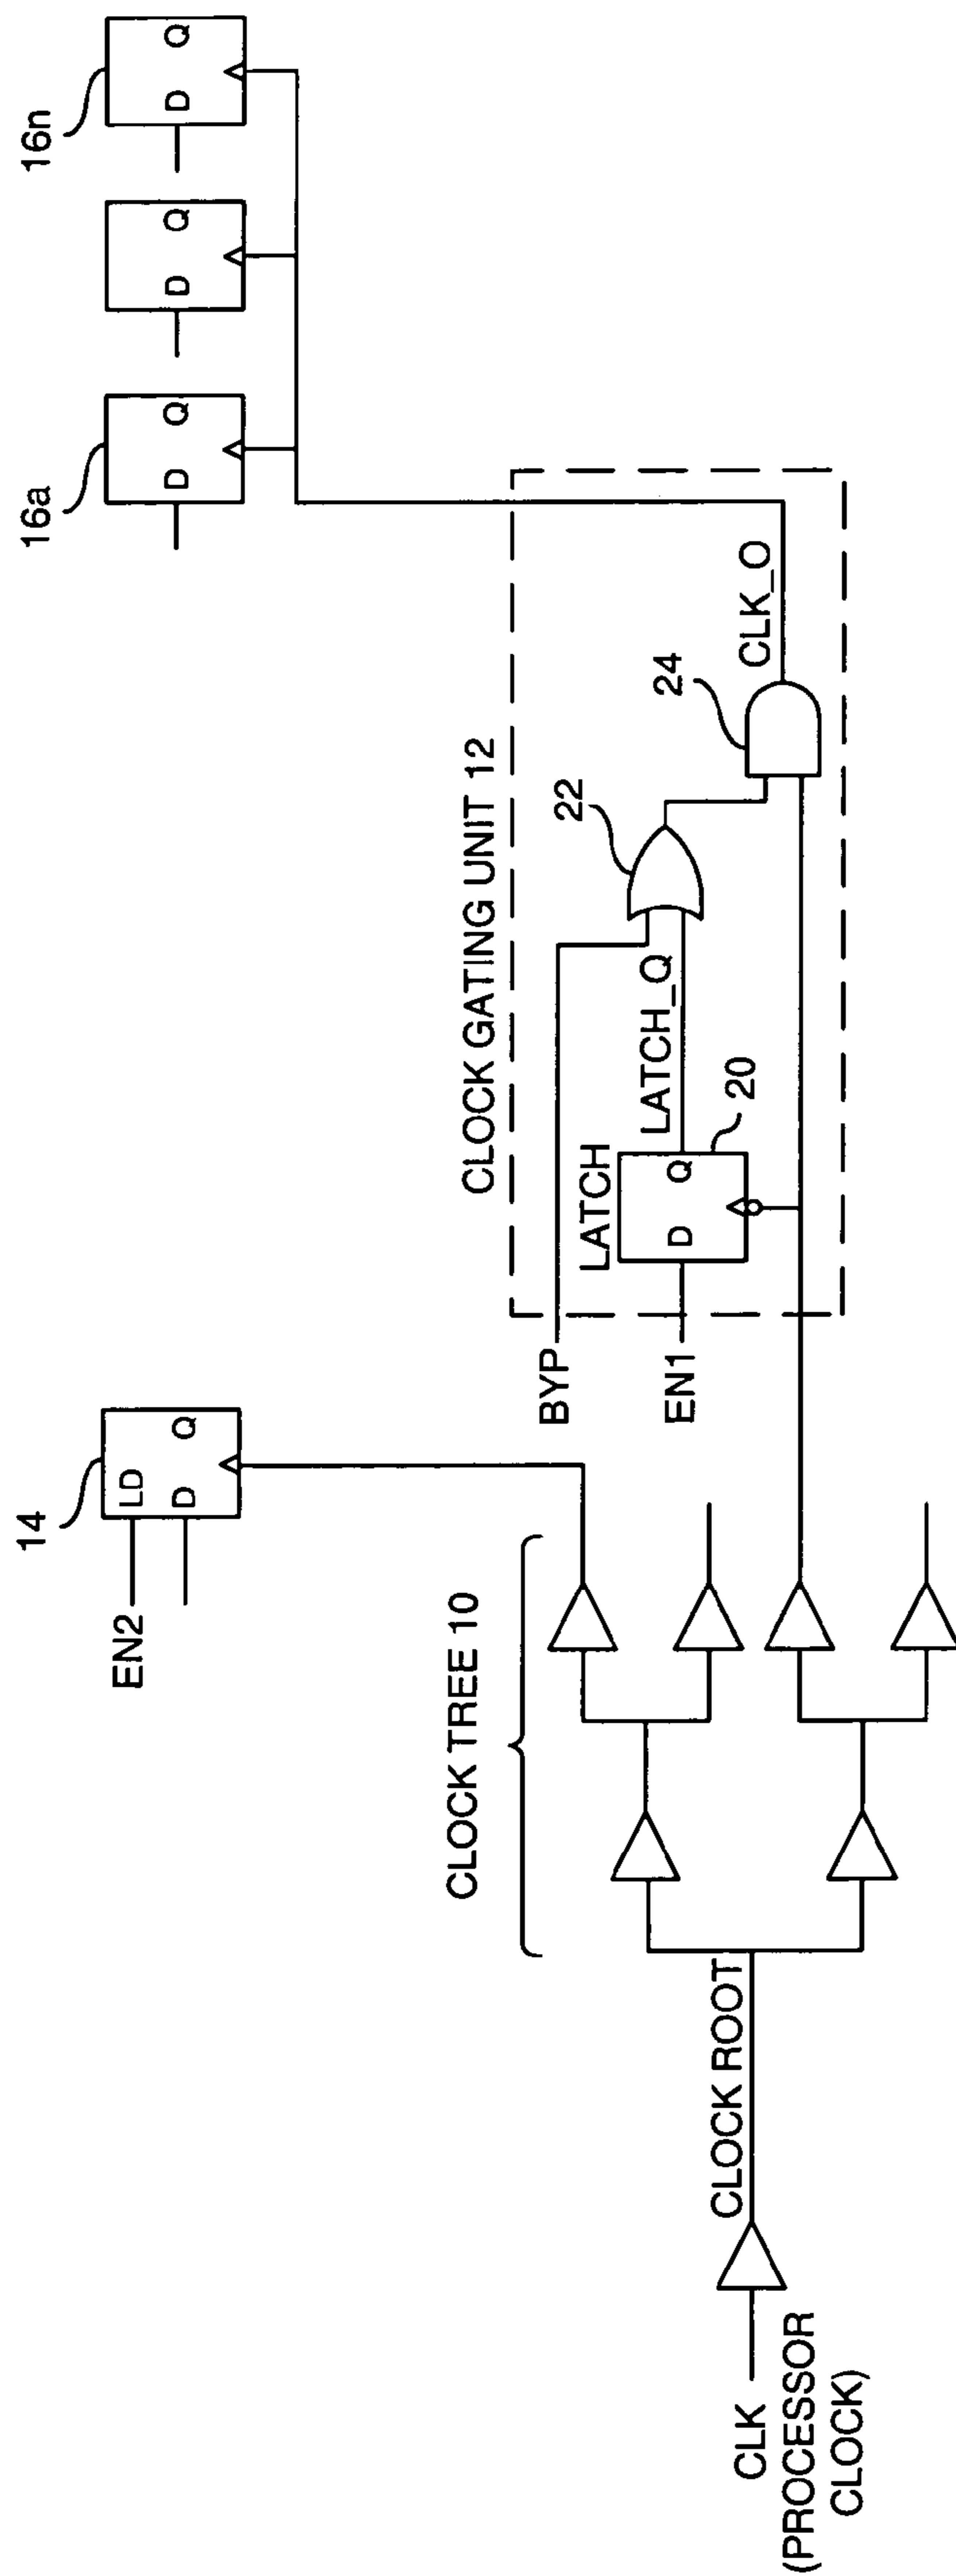 16a
16n
D Q
D Q
D Q
14
EN2
LD
D Q
CLOCK TREE 10
CLOCK GATING UNIT 12
BYP
EN1
LATCH
D Q
20
LATCH_Q
22
24
CLK_O
CLOCK ROOT
CLK
(PROCESSOR
CLOCK)